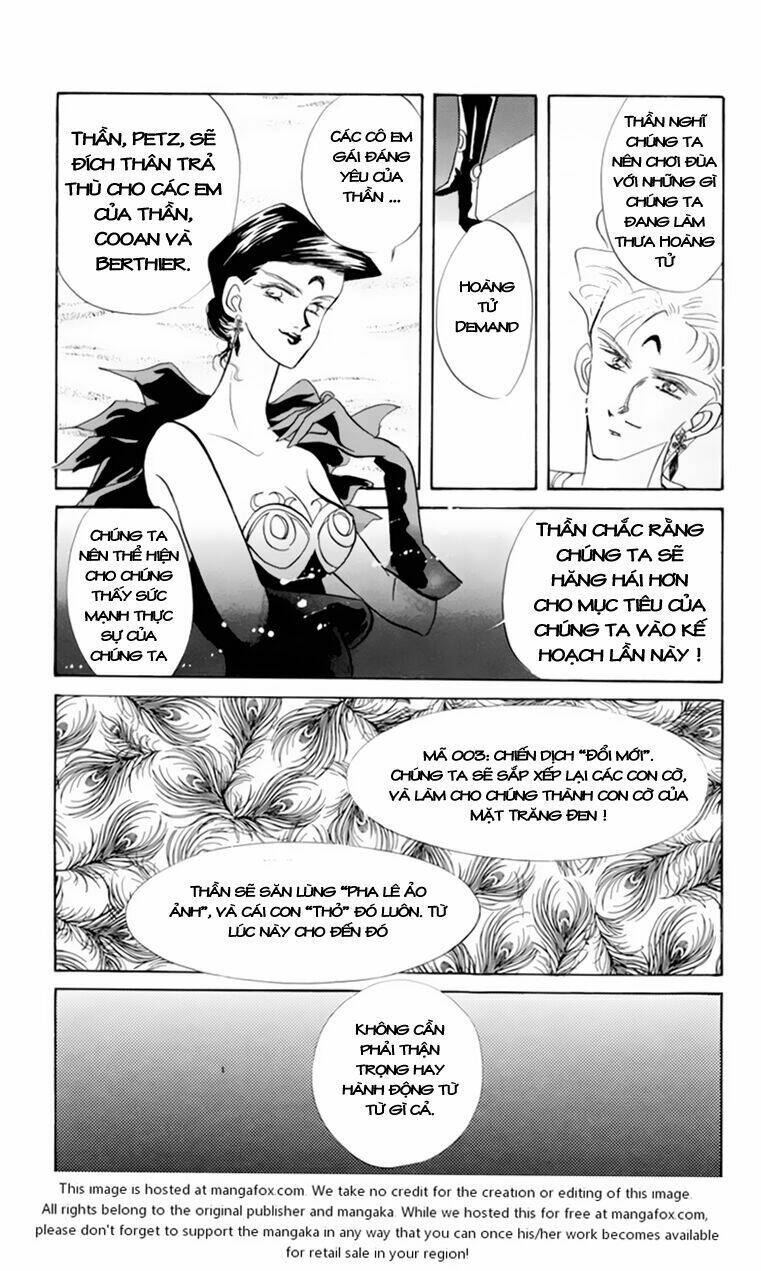 THẦN NGHĨ
CHÚNG TA
NÊN CHƠI ĐÙA
VỚI NHỮNG GÌ
CHÚNG TA
ĐANG LÀM
THƯA HOÀNG
TỬ
HOÀNG
TỬ
DEMAND
CÁC CÔ EM
GÁI ĐÁNG
YÊU CỦA
THẦN ...
THẦN, PETZ, SẼ
ĐÍCH THÂN TRẢ
THÙ CHO CÁC EM
CỦA THẦN,
COOAN VÀ
BERTHIER.
THẦN CHẮC RẰNG
CHÚNG TA SẼ
HĂNG HÁI HƠN
CHO MỤC TIÊU CỦA
CHÚNG TA VÀO KẾ
HOẠCH LẦN NÀY !
CHÚNG TA
NÊN THỂ HIỆN
CHO CHÚNG
THẤY SỨC
MẠNH THỰC
SỰ CỦA
CHÚNG TA
MÃ 003: CHIẾN DỊCH “ĐỔI MỚI”.
CHÚNG TA SẼ SẮP XẾP LẠI CÁC CON CỜ,
VÀ LÀM CHO CHÚNG THÀNH CON CỜ CỦA
MẶT TRĂNG ĐEN !
THẦN SẼ SĂN LÙNG “PHA LÊ ẢO
ẢNH”, VÀ CÁI CON “THỎ” ĐÓ LUÔN. TỪ
LÚC NÀY CHO ĐẾN ĐÓ
KHÔNG CẦN
PHẢI THẬN
TRỌNG HAY
HÀNH ĐỘNG TỪ
TỪ GÌ CẢ.
This image is hosted at mangafox.com. We take no credit for the creation or editing of this image.
All rights belong to the original publisher and mangaka. While we hosted this for free at mangafox.com,
please don't forget to support the mangaka in any way that you can once his/her work becomes available
for retail sale in your region!